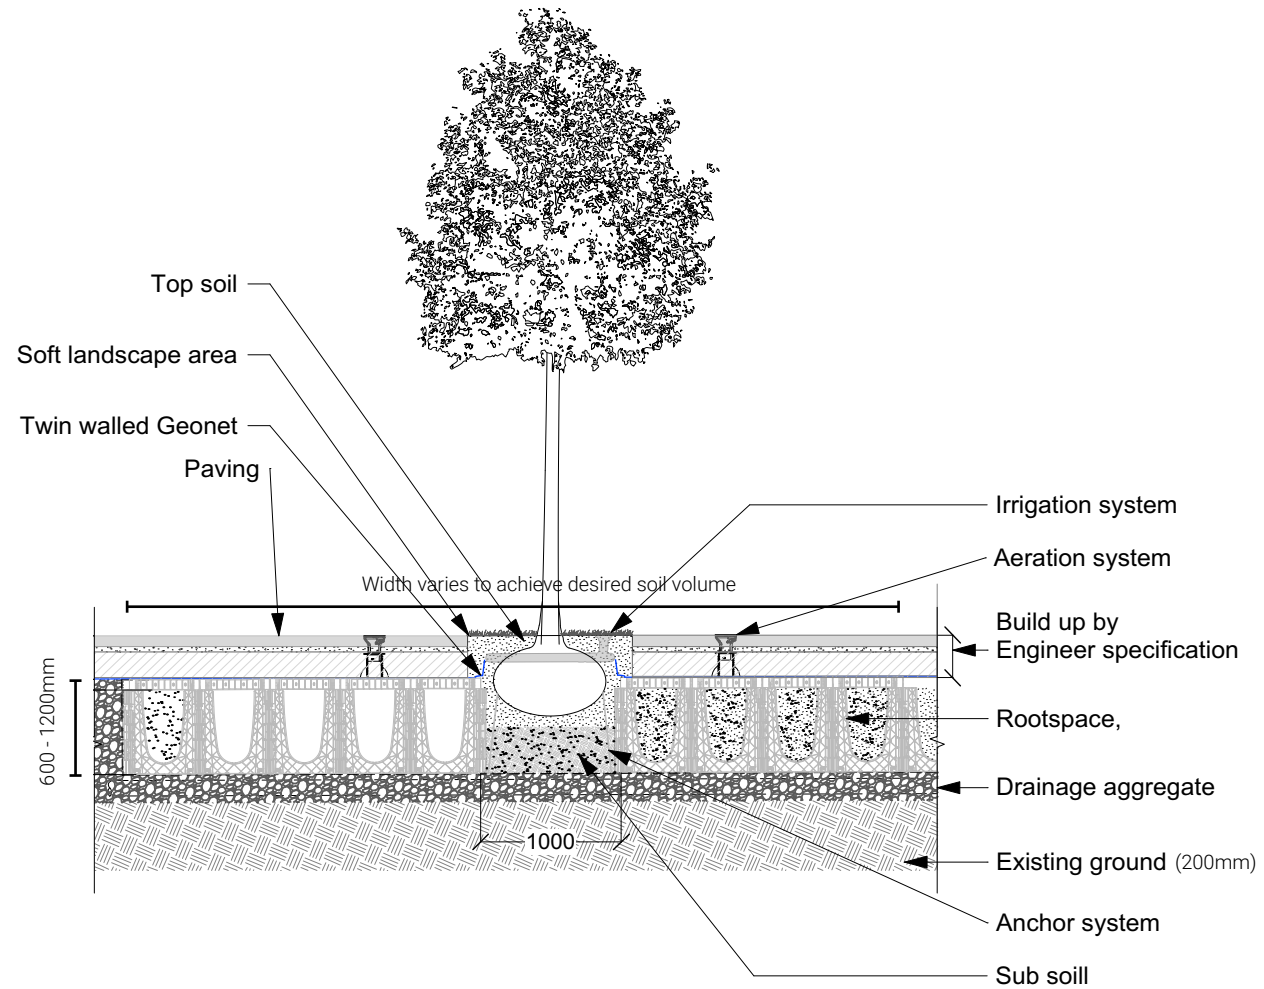 Top soil
Soft landscape area
Twin walled Geonet
Paving
Irrigation system
Aeration system
Width varies to achieve desired soil volume
Build up by
Engineer specification
600 - 1200mm
Rootspace,
Drainage aggregate
1000
Existing ground (200mm)
Anchor system
Sub soill